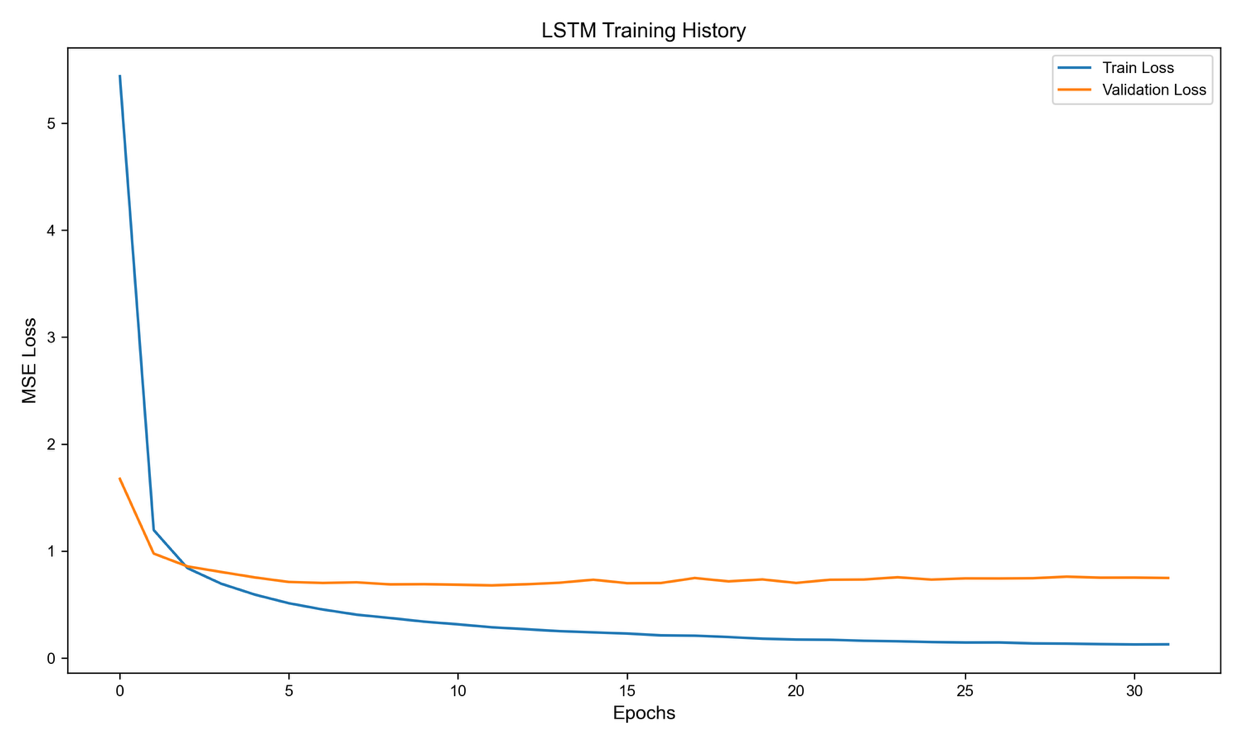 LSTM Training History
Train Loss
Validation Loss
5
4
3
2
1
0
MSE Loss
0 5 10 15 20 25 30
Epochs